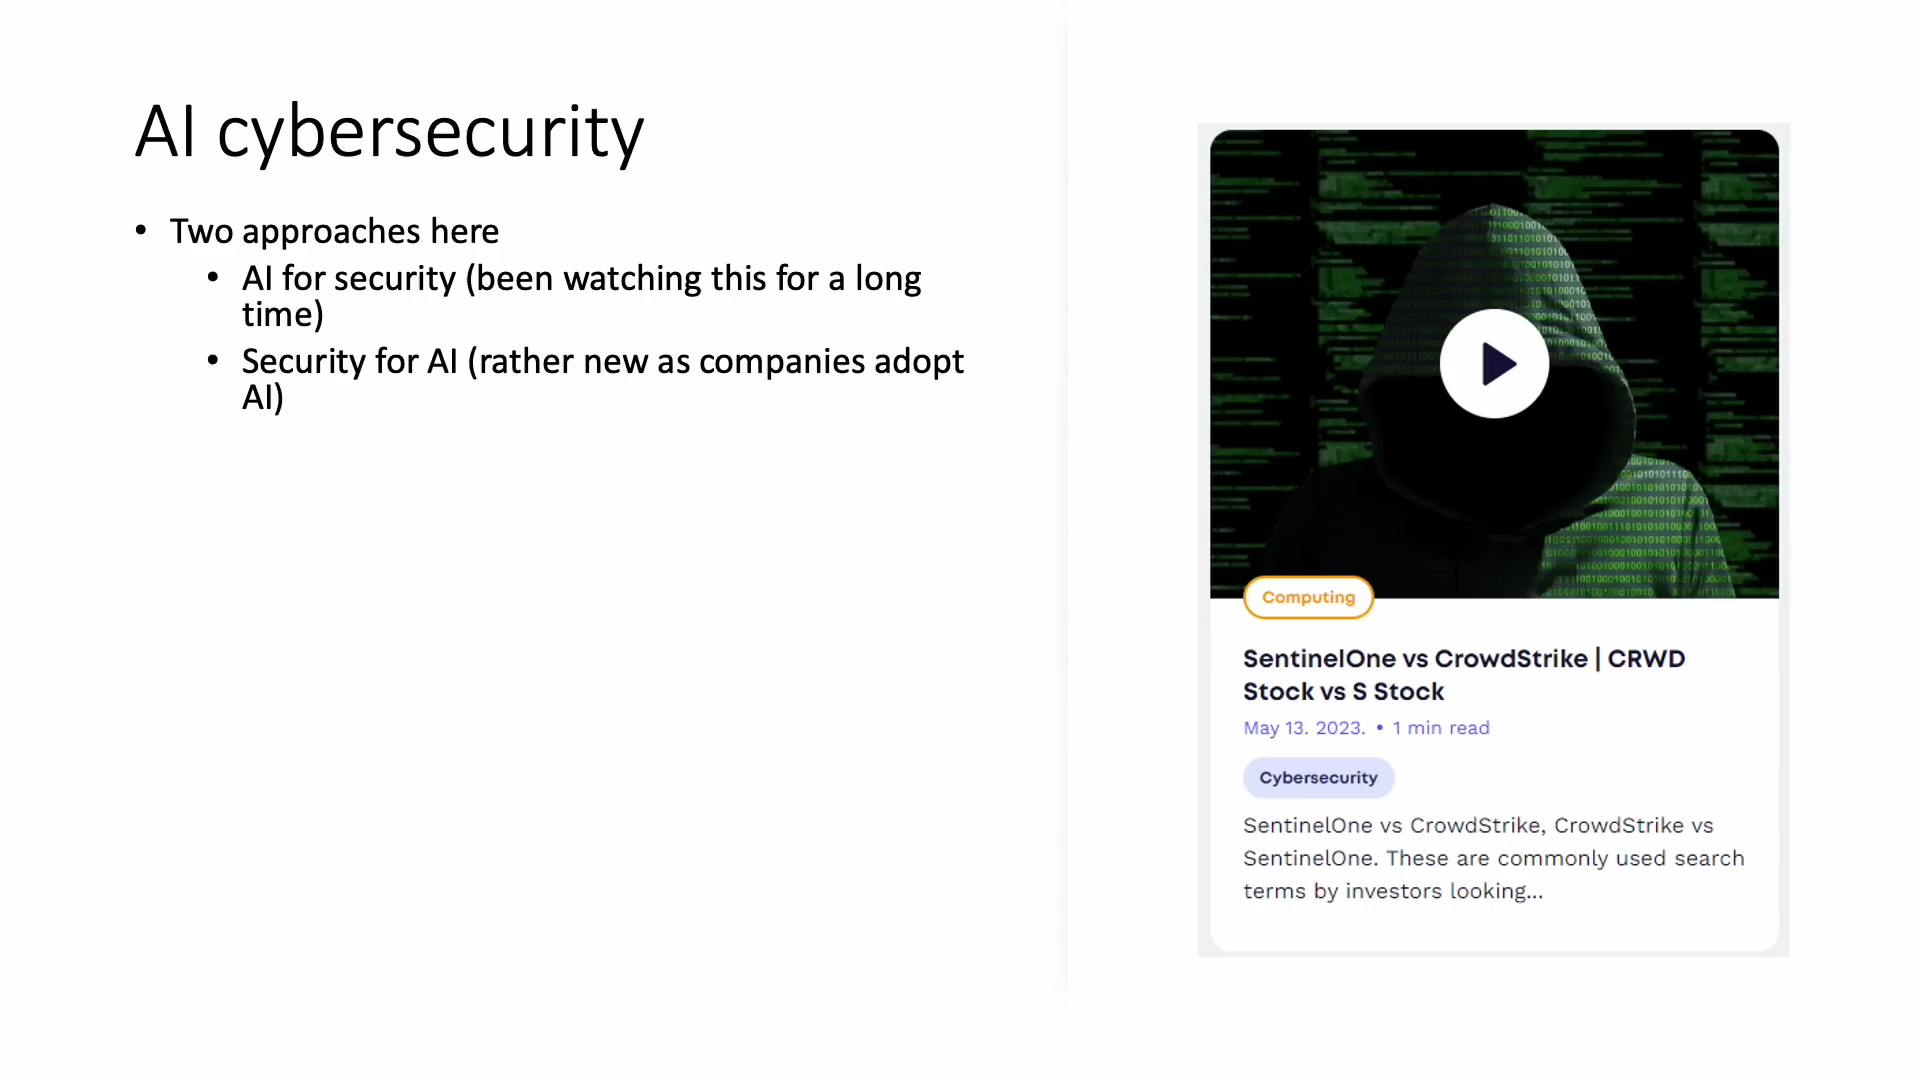 AI cybersecurity
• Two approaches here
• AI for security (been watching this for a long
time)
• Security for AI (rather new as companies adopt
AI)
Computing
SentinelOne vs CrowdStrike | CRWD
Stock vs S Stock
May 13. 2023. • 1 min read
Cybersecurity
SentinelOne vs CrowdStrike, CrowdStrike vs
SentinelOne. These are commonly used search
terms by investors looking...